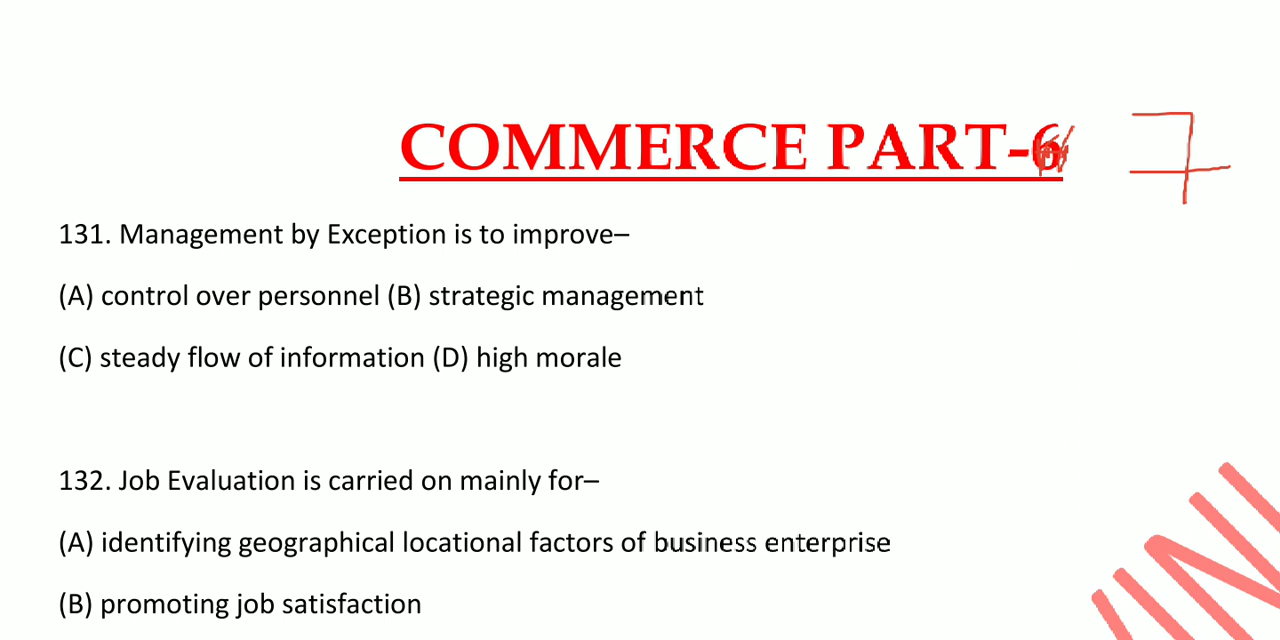 COMMERCE PART-6 7
131. Management by Exception is to improve–
(A) control over personnel (B) strategic management
(C) steady flow of information (D) high morale
132. Job Evaluation is carried on mainly for–
(A) identifying geographical locational factors of business enterprise
(B) promoting job satisfaction